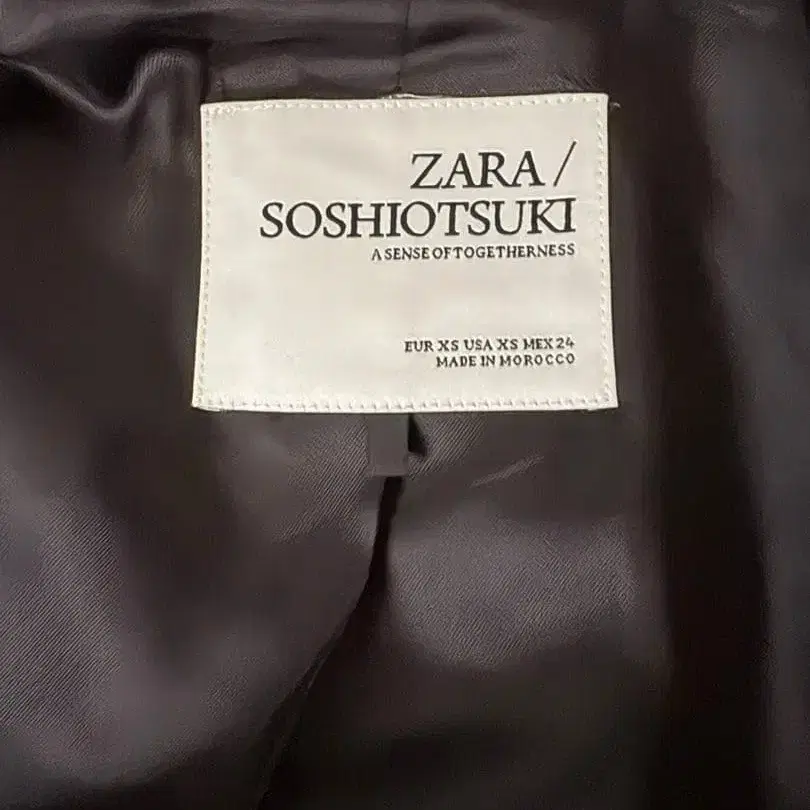 ZARA /
SOSHIOTSUKI
A SENSE OF TOGETHERNESS
EUR XS USA XS MEX 24
MADE IN MOROCCO